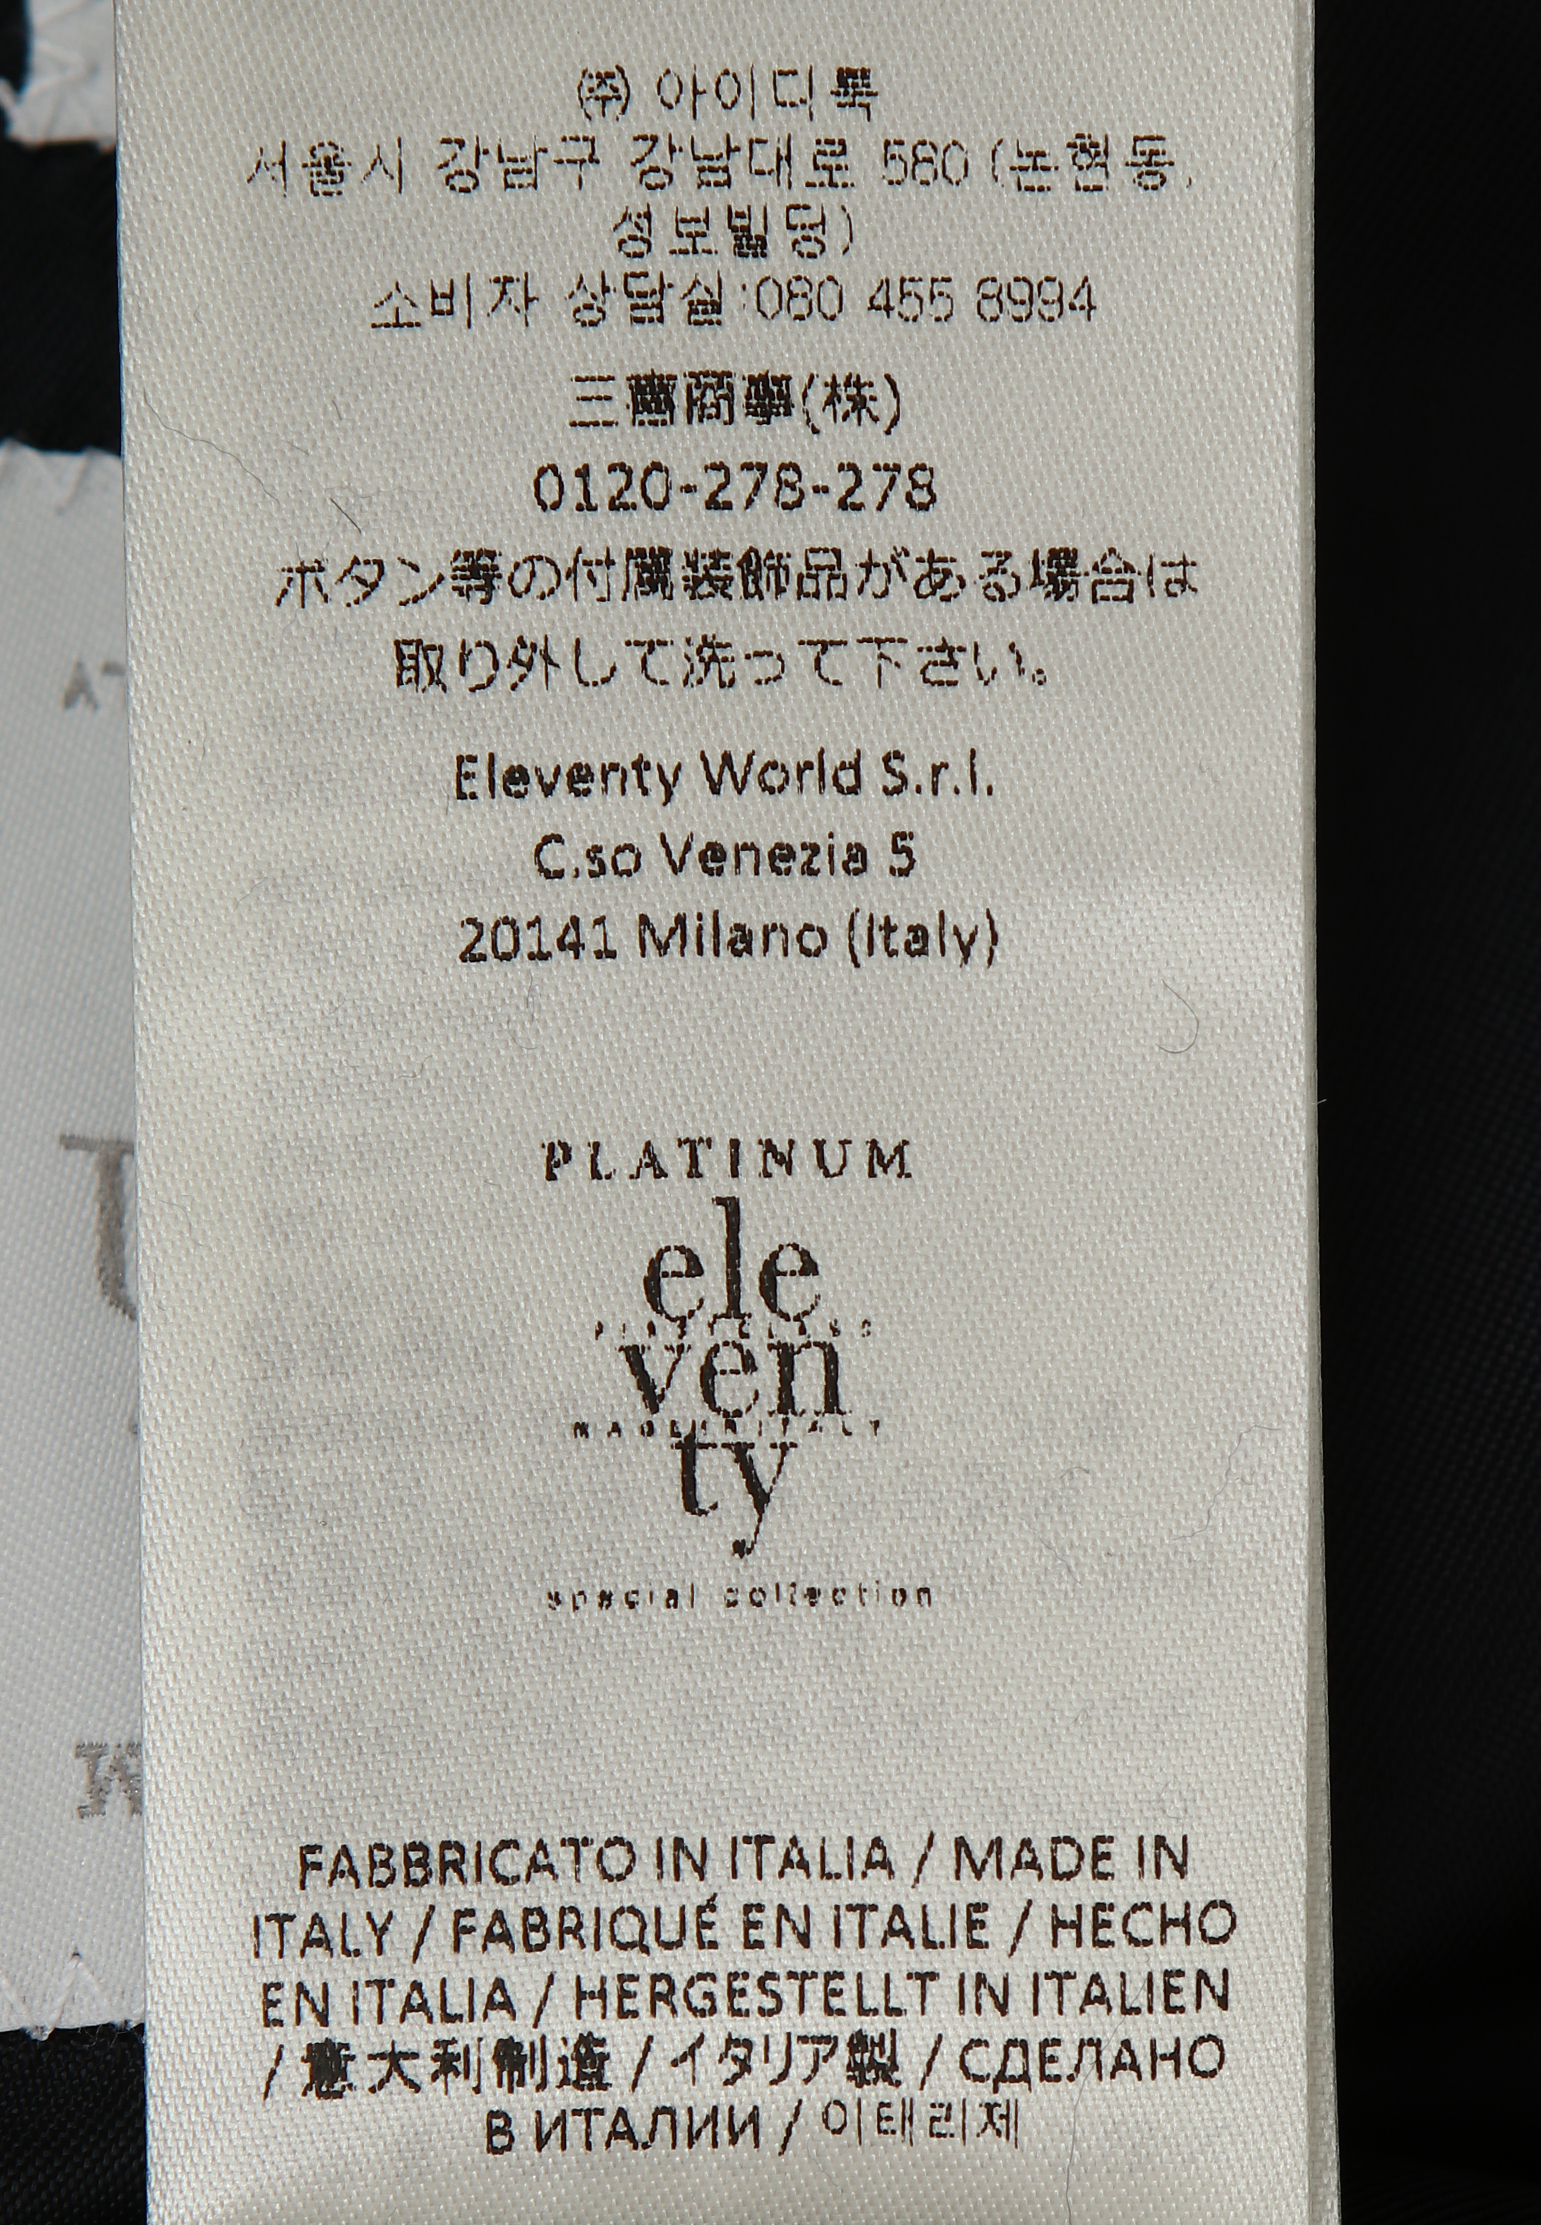 ㈜ 아이디룩
서울시 강남구 강남대로 580 (논현동,
성보빌딩)
소비자 상담실:080 455 8994
三喜商事(株)
0120-278-278
ボタン等の付属装飾品がある場合は
取り外して洗って下さい。
Eleventy World S.r.l.
C.so Venezia 5
20141 Milano (Italy)
PLATINUM
ele
ven
MADE IN ITALY
ty
special collection
FABBRICATO IN ITALIA / MADE IN
ITALY / FABRIQUÉ EN ITALIE / HECHO
EN ITALIA / HERGESTELLT IN ITALIEN
/ 意大利制造 / イタリア製 / СДЕЛАНО
В ИТАЛИИ / 이태리제